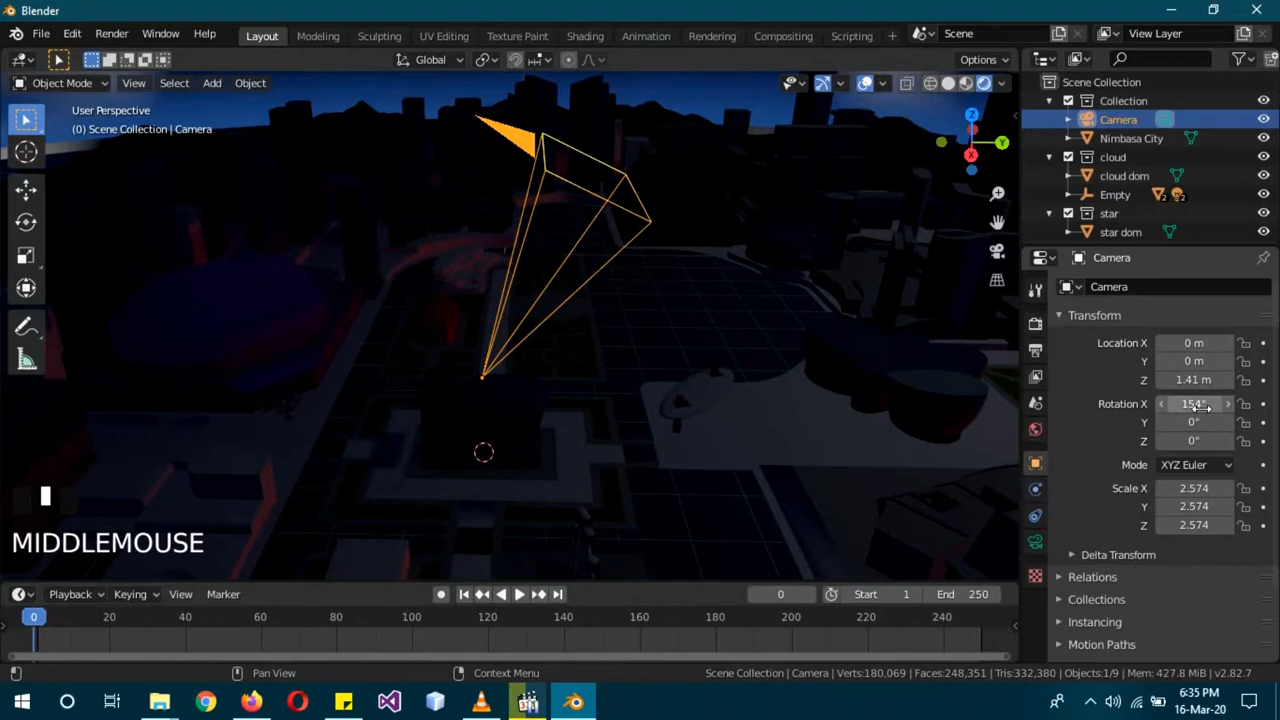 Blender
File Edit Render Window Help Layout Modeling Sculpting UV Editing Texture Paint Shading Animation Rendering Compositing Scripting + Scene View Layer
Global Options
Object Mode View Select Add Object
User Perspective
(0) Scene Collection | Camera
Z
Y
X
MIDDLEMOUSE
Scene Collection
Collection
Camera
Nimbasa City
cloud
cloud dom
Empty 2 2
star
star dom
Camera
Camera
Transform
Location X 0 m
Y 0 m
Z 1.41 m
Rotation X 154°
Y 0°
Z 0°
Mode XYZ Euler
Scale X 2.574
Y 2.574
Z 2.574
Delta Transform
Relations
Collections
Instancing
Motion Paths
Playback Keying View Marker 0 Start 1 End 250
0 20 40 60 80 100 120 140 160 180 200 220 240
Pan View Context Menu Scene Collection | Camera | Verts:180,069 | Faces:248,351 | Tris:332,380 | Objects:1/9 | Mem: 427.8 MiB | v2.82.7
6:35 PM
16-Mar-20